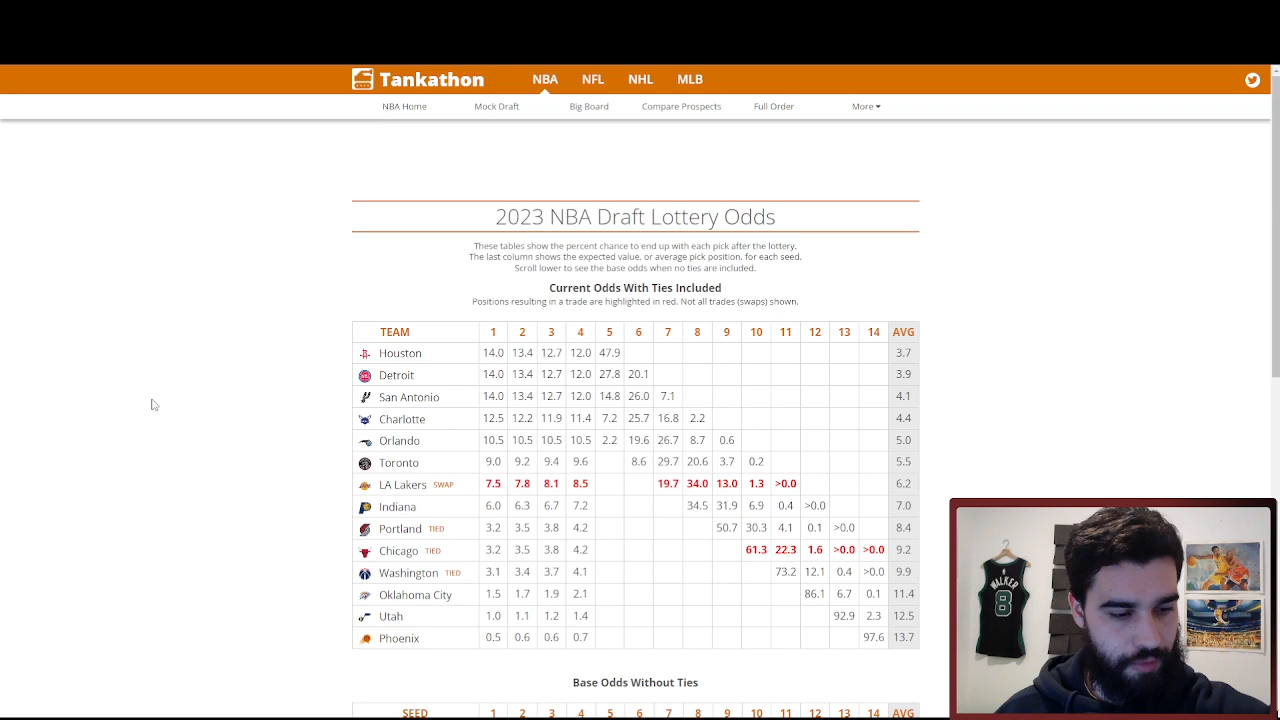 Tankathon NBA NFL NHL MLB
NBA Home Mock Draft Big Board Compare Prospects Full Order More
2023 NBA Draft Lottery Odds
These tables show the percent chance to end up with each pick after the lottery.
The last column shows the expected value, or average pick position, for each seed.
Scroll lower to see the base odds when no ties are included.
Current Odds With Ties Included
Positions resulting in a trade are highlighted in red. Not all trades (swaps) shown.
TEAM 1 2 3 4 5 6 7 8 9 10 11 12 13 14 AVG
Houston 14.0 13.4 12.7 12.0 47.9 3.7
Detroit 14.0 13.4 12.7 12.0 27.8 20.1 3.9
San Antonio 14.0 13.4 12.7 12.0 14.8 26.0 7.1 4.1
Charlotte 12.5 12.2 11.9 11.4 7.2 25.7 16.8 2.2 4.4
Orlando 10.5 10.5 10.5 10.5 2.2 19.6 26.7 8.7 0.6 5.0
Toronto 9.0 9.2 9.4 9.6 8.6 29.7 20.6 3.7 0.2 5.5
LA Lakers SWAP 7.5 7.8 8.1 8.5 19.7 34.0 13.0 1.3 >0.0 6.2
Indiana 6.0 6.3 6.7 7.2 34.5 31.9 6.9 0.4 >0.0 7.0
Portland TIED 3.2 3.5 3.8 4.2 50.7 30.3 4.1 0.1 >0.0 8.4
Chicago TIED 3.2 3.5 3.8 4.2 61.3 22.3 1.6 >0.0 >0.0 9.2
Washington TIED 3.1 3.4 3.7 4.1 73.2 12.1 0.4 >0.0 9.9
Oklahoma City 1.5 1.7 1.9 2.1 86.1 6.7 0.1 11.4
Utah 1.0 1.1 1.2 1.4 92.9 2.3 12.5
Phoenix 0.5 0.6 0.6 0.7 97.6 13.7
Base Odds Without Ties
SEED 1 2 3 4 5 6 7 8 9 10 11 12 13 14 AVG
WALKER
8